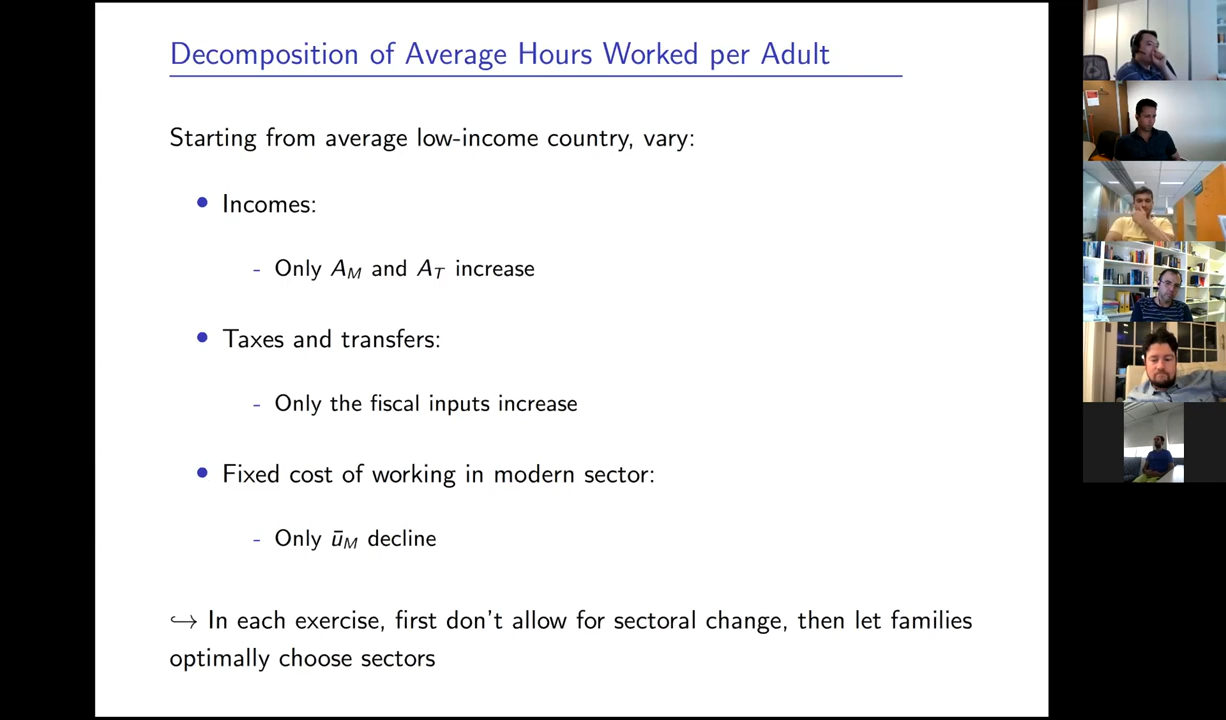 Decomposition of Average Hours Worked per Adult
Starting from average low-income country, vary:
• Incomes:
- Only A_M and A_T increase
• Taxes and transfers:
- Only the fiscal inputs increase
• Fixed cost of working in modern sector:
- Only ū_M decline
↪ In each exercise, first don't allow for sectoral change, then let families
optimally choose sectors